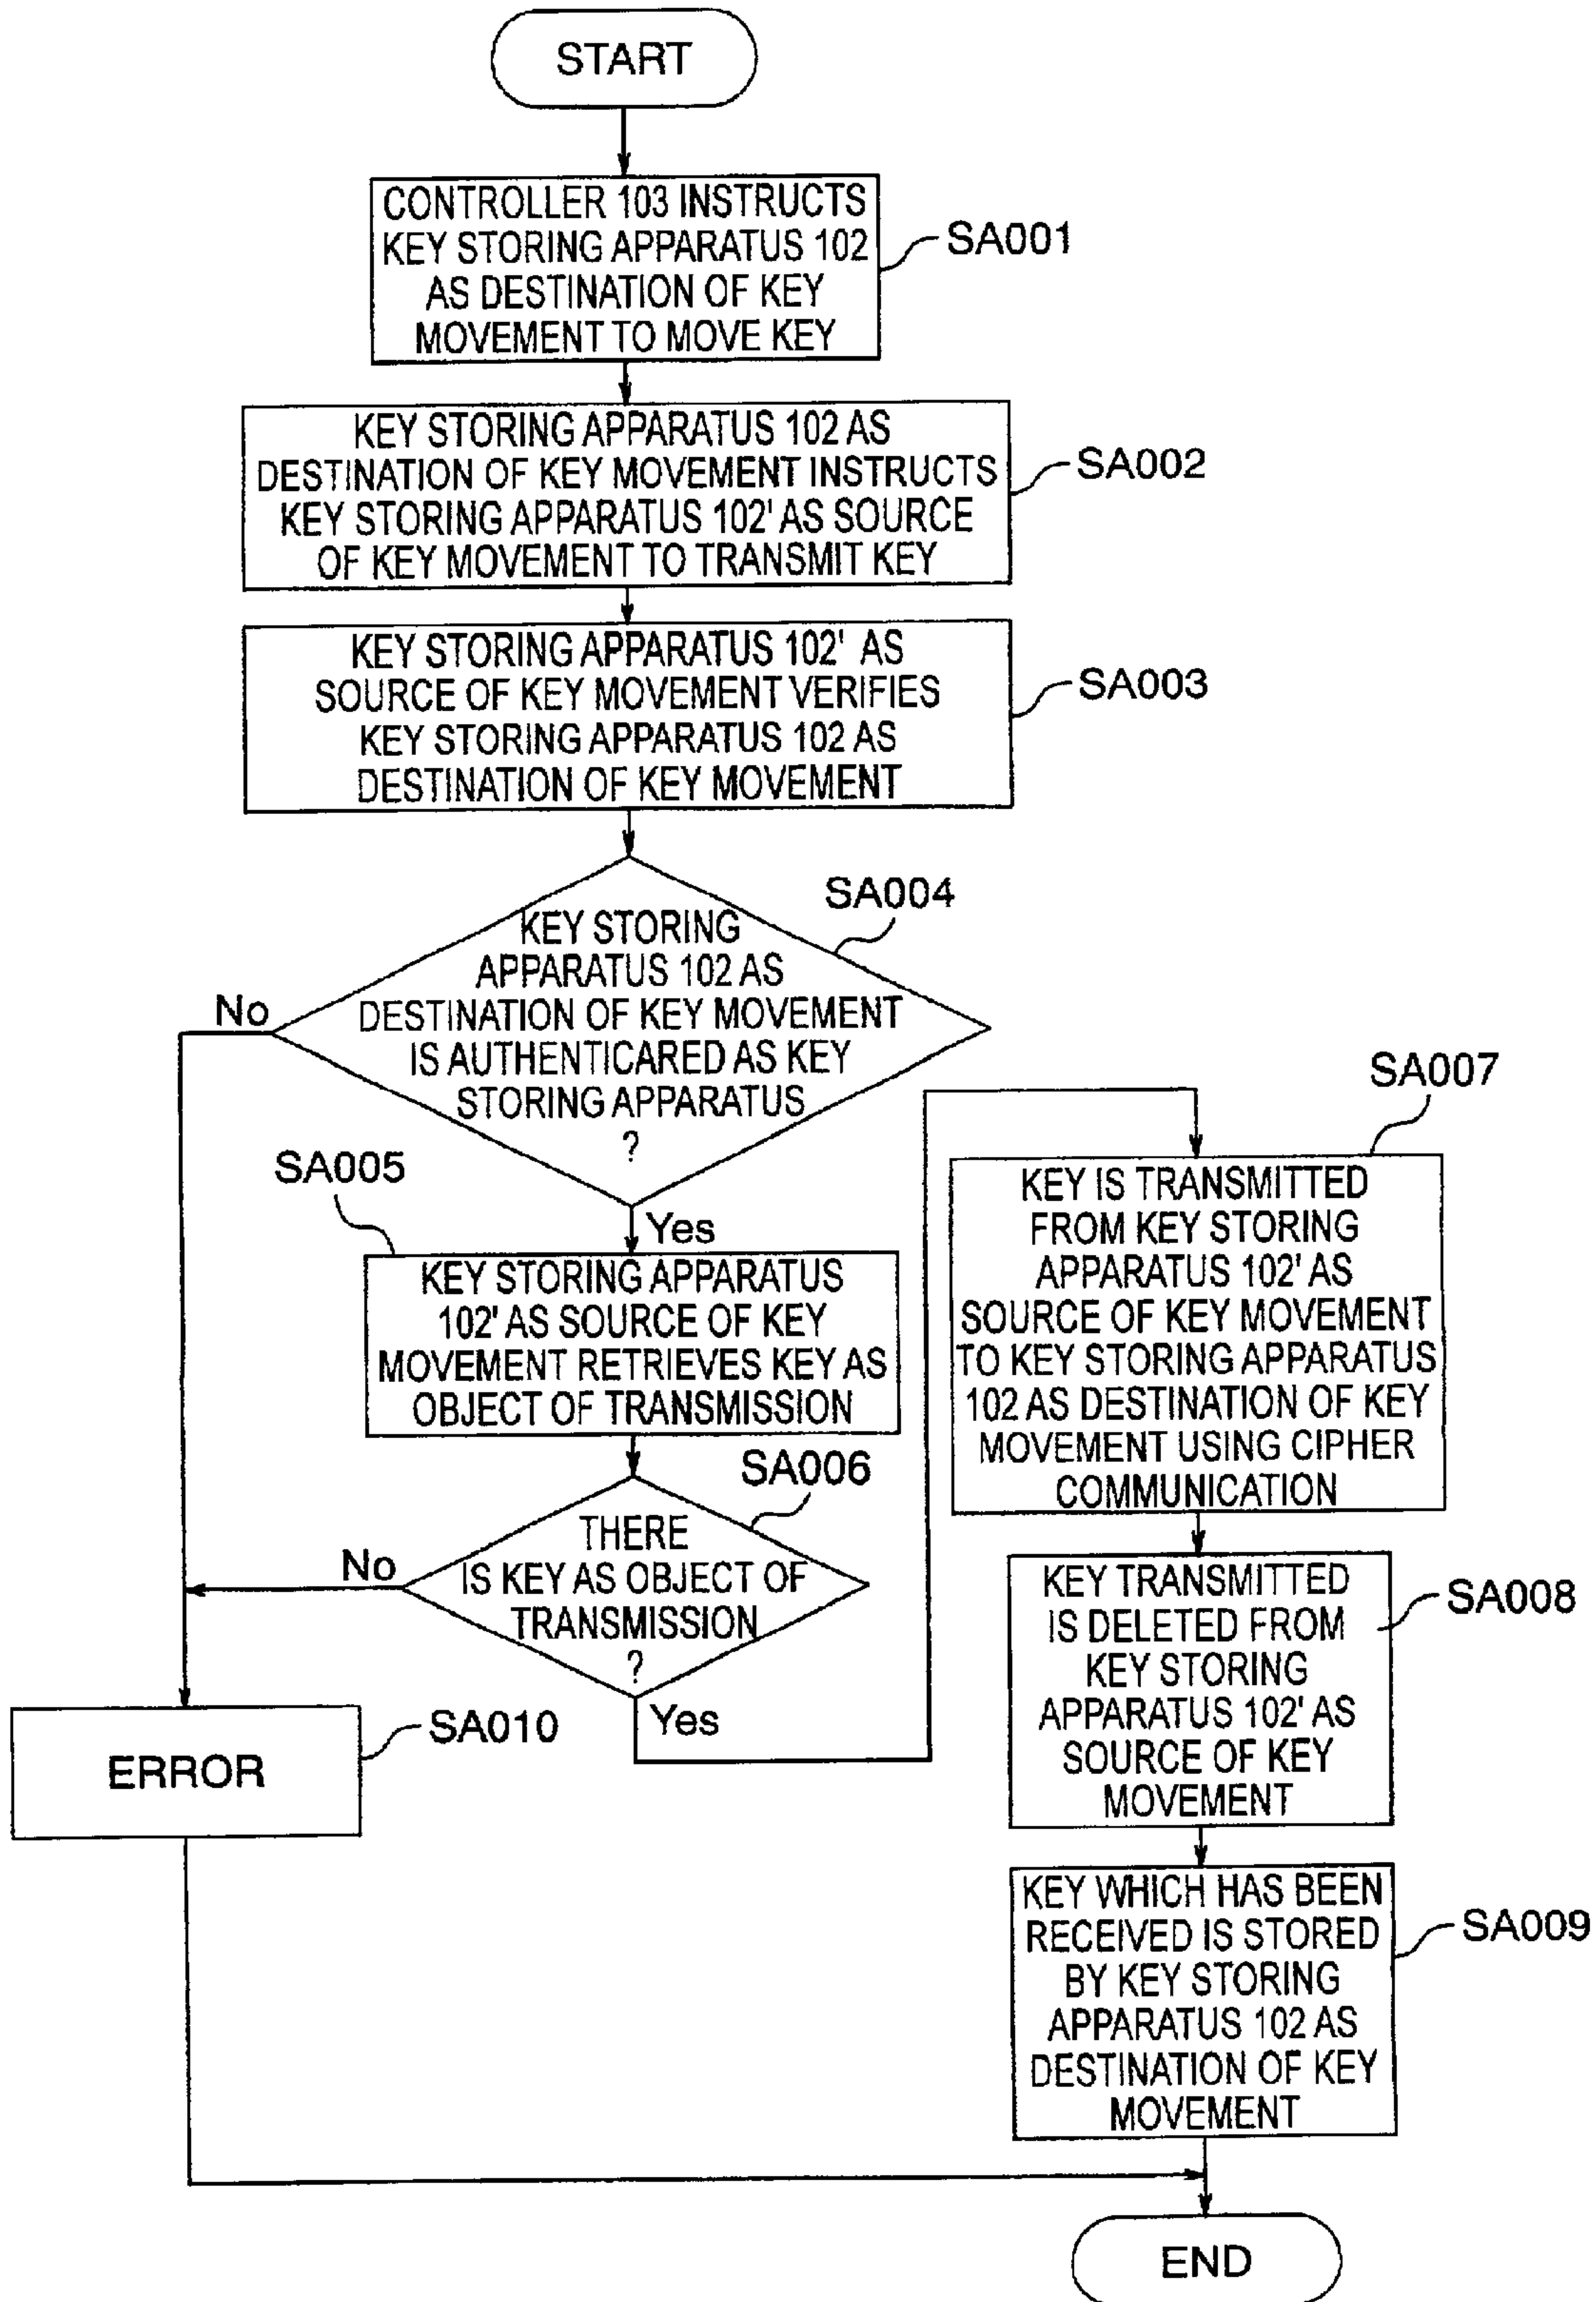 START
CONTROLLER 103 INSTRUCTS
KEY STORING APPARATUS 102
AS DESTINATION OF KEY
MOVEMENT TO MOVE KEY
SA001
KEY STORING APPARATUS 102 AS
DESTINATION OF KEY MOVEMENT INSTRUCTS
KEY STORING APPARATUS 102' AS SOURCE
OF KEY MOVEMENT TO TRANSMIT KEY
SA002
KEY STORING APPARATUS 102' AS
SOURCE OF KEY MOVEMENT VERIFIES
KEY STORING APPARATUS 102 AS
DESTINATION OF KEY MOVEMENT
SA003
KEY STORING
APPARATUS 102 AS
DESTINATION OF KEY MOVEMENT
IS AUTHENTICARED AS KEY
STORING APPARATUS
?
SA004
No
Yes
SA005
KEY STORING APPARATUS
102' AS SOURCE OF KEY
MOVEMENT RETRIEVES KEY AS
OBJECT OF TRANSMISSION
SA006
THERE
IS KEY AS OBJECT OF
TRANSMISSION
?
No
Yes
SA007
KEY IS TRANSMITTED
FROM KEY STORING
APPARATUS 102' AS
SOURCE OF KEY MOVEMENT
TO KEY STORING APPARATUS
102 AS DESTINATION OF KEY
MOVEMENT USING CIPHER
COMMUNICATION
KEY TRANSMITTED
IS DELETED FROM
KEY STORING
APPARATUS 102' AS
SOURCE OF KEY
MOVEMENT
SA008
KEY WHICH HAS BEEN
RECEIVED IS STORED
BY KEY STORING
APPARATUS 102 AS
DESTINATION OF KEY
MOVEMENT
SA009
ERROR
SA010
END